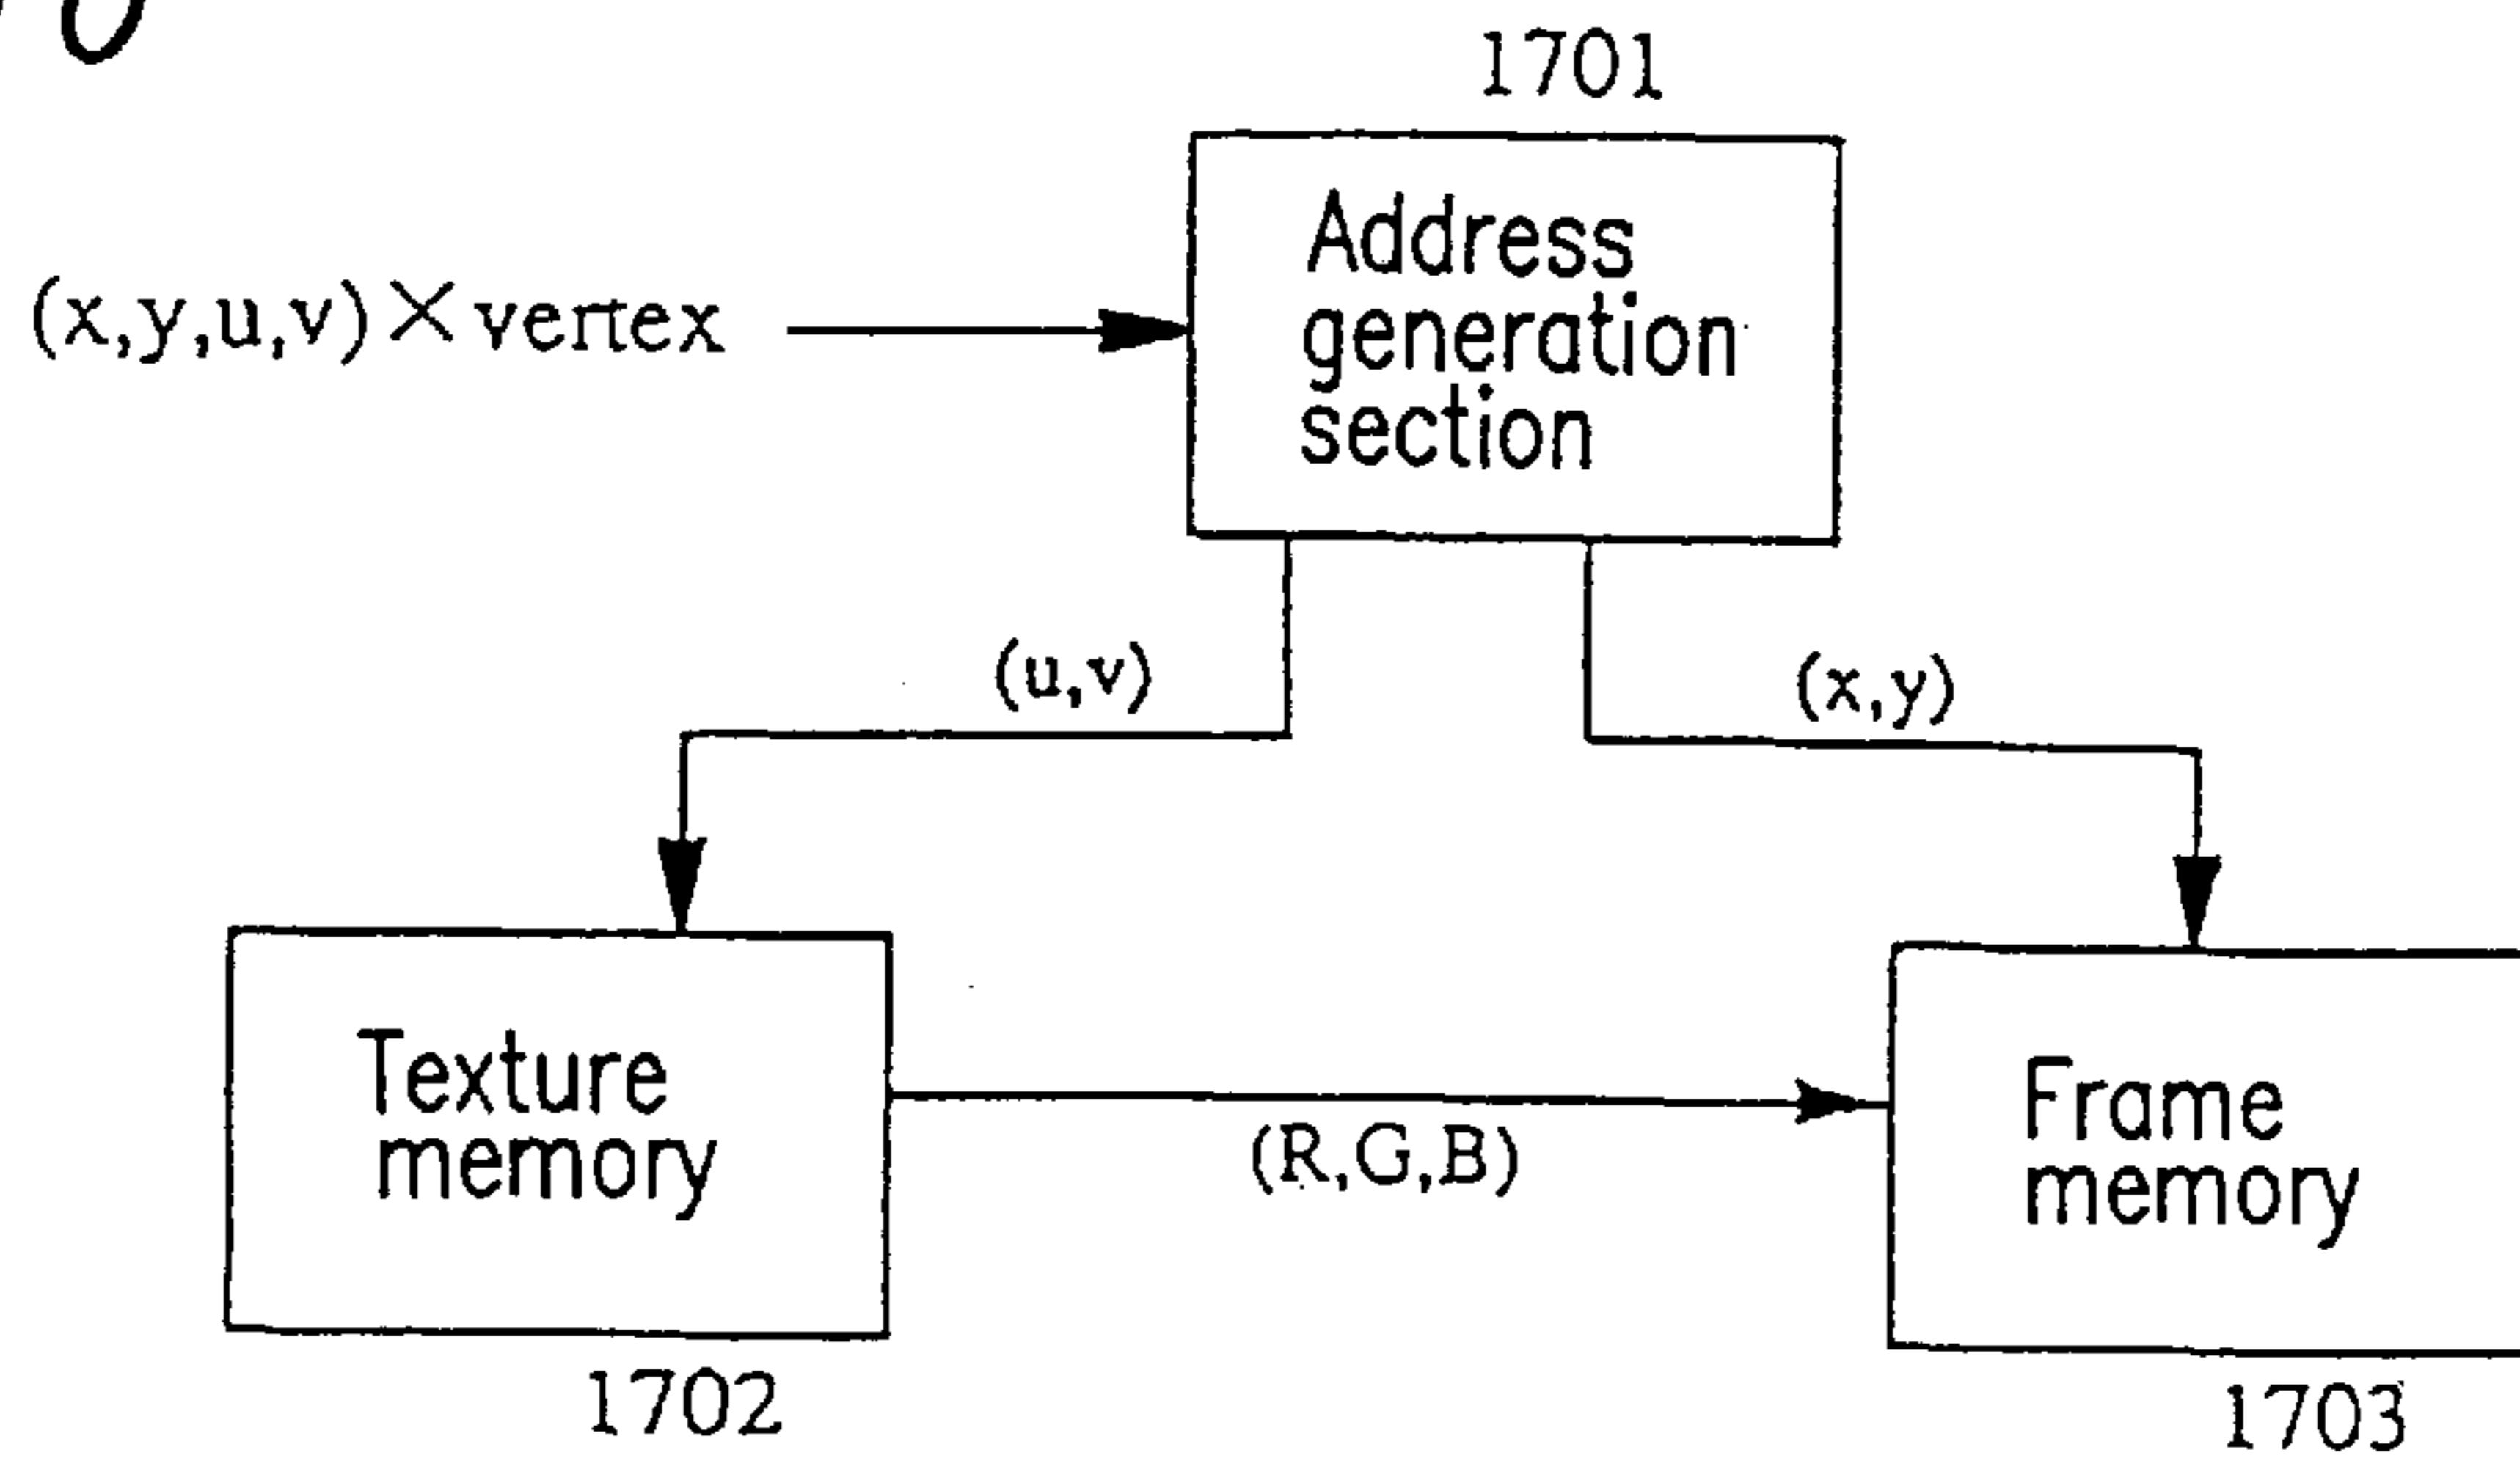 1701
Address
generation
section
(x,y,u,v)×vertex
(u,v)
(x,y)
Texture
memory
(R,G,B)
Frame
memory
1702
1703